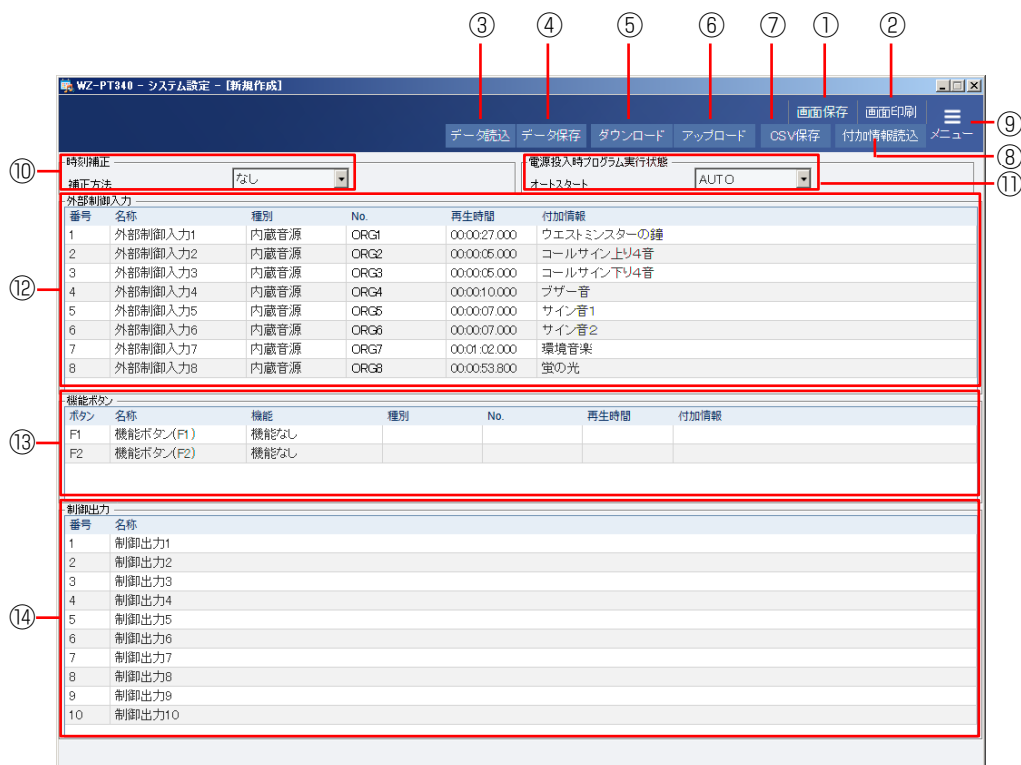 ③ ④ ⑤ ⑥ ⑦ ① ②
WZ-PT340 - システム設定 - [新規作成]
画面保存 画面印刷
データ読込 データ保存 ダウンロード アップロード CSV保存 付加情報読込 メニュー
⑨
⑧
⑩
時刻補正
補正方法 なし
電源投入時プログラム実行状態
オートスタート AUTO
⑪
外部制御入力
番号 名称 種別 No. 再生時間 付加情報
1 外部制御入力1 内蔵音源 ORG1 00:00:27.000 ウエストミンスターの鐘
2 外部制御入力2 内蔵音源 ORG2 00:00:05.000 コールサイン上り4音
3 外部制御入力3 内蔵音源 ORG3 00:00:05.000 コールサイン下り4音
⑫
4 外部制御入力4 内蔵音源 ORG4 00:00:10.000 ブザー音
5 外部制御入力5 内蔵音源 ORG5 00:00:07.000 サイン音1
6 外部制御入力6 内蔵音源 ORG6 00:00:07.000 サイン音2
7 外部制御入力7 内蔵音源 ORG7 00:01:02.000 環境音楽
8 外部制御入力8 内蔵音源 ORG8 00:00:53.800 蛍の光
機能ボタン
ボタン 名称 機能 種別 No. 再生時間 付加情報
F1 機能ボタン(F1) 機能なし
⑬
F2 機能ボタン(F2) 機能なし
制御出力
番号 名称
1 制御出力1
2 制御出力2
3 制御出力3
4 制御出力4
⑭
5 制御出力5
6 制御出力6
7 制御出力7
8 制御出力8
9 制御出力9
10 制御出力10